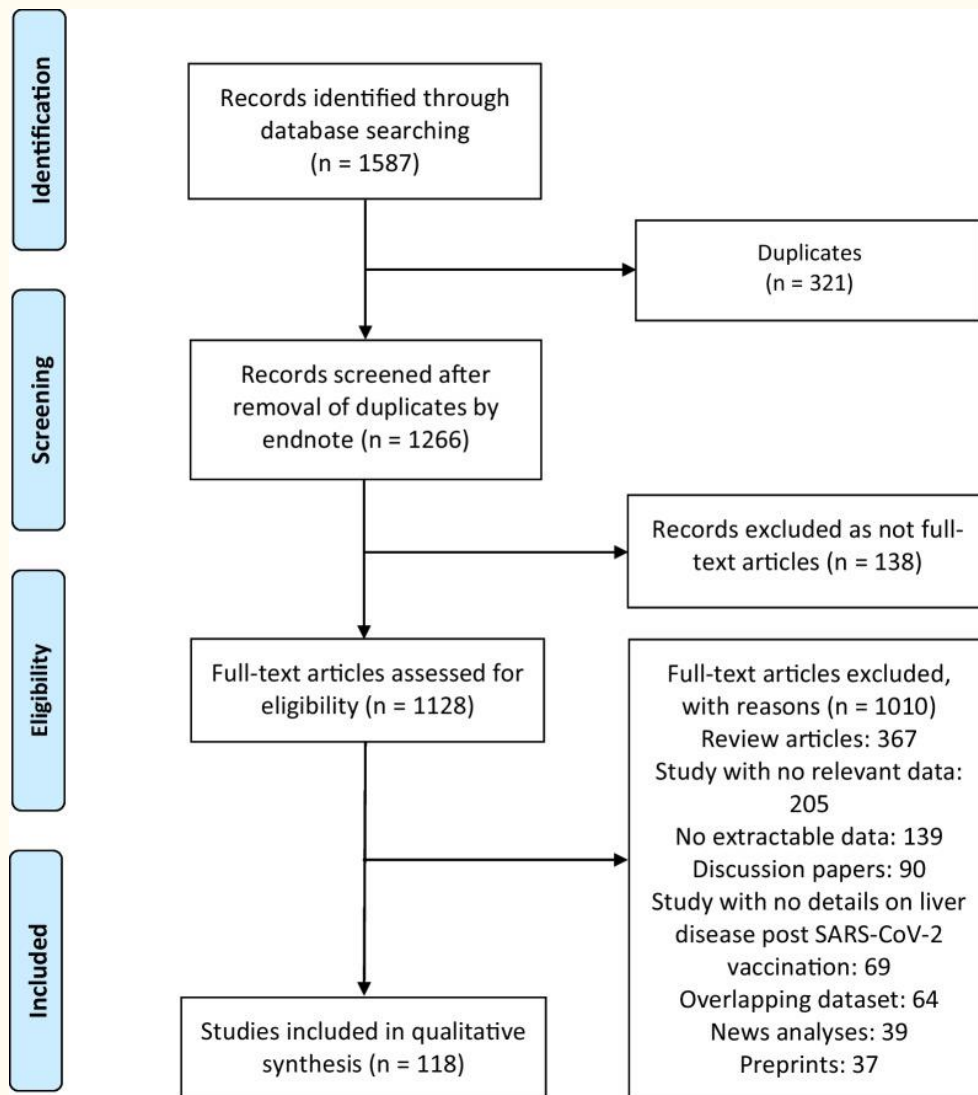 Identification
Records identified through
database searching
(n = 1587)
Duplicates
(n = 321)
Screening
Records screened after
removal of duplicates by
endnote (n = 1266)
Records excluded as not full-
text articles (n = 138)
Eligibility
Full-text articles assessed for
eligibility (n = 1128)
Full-text articles excluded,
with reasons (n = 1010)
Review articles: 367
Study with no relevant data:
205
No extractable data: 139
Discussion papers: 90
Study with no details on liver
disease post SARS-CoV-2
vaccination: 69
Overlapping dataset: 64
News analyses: 39
Preprints: 37
Included
Studies included in qualitative
synthesis (n = 118)